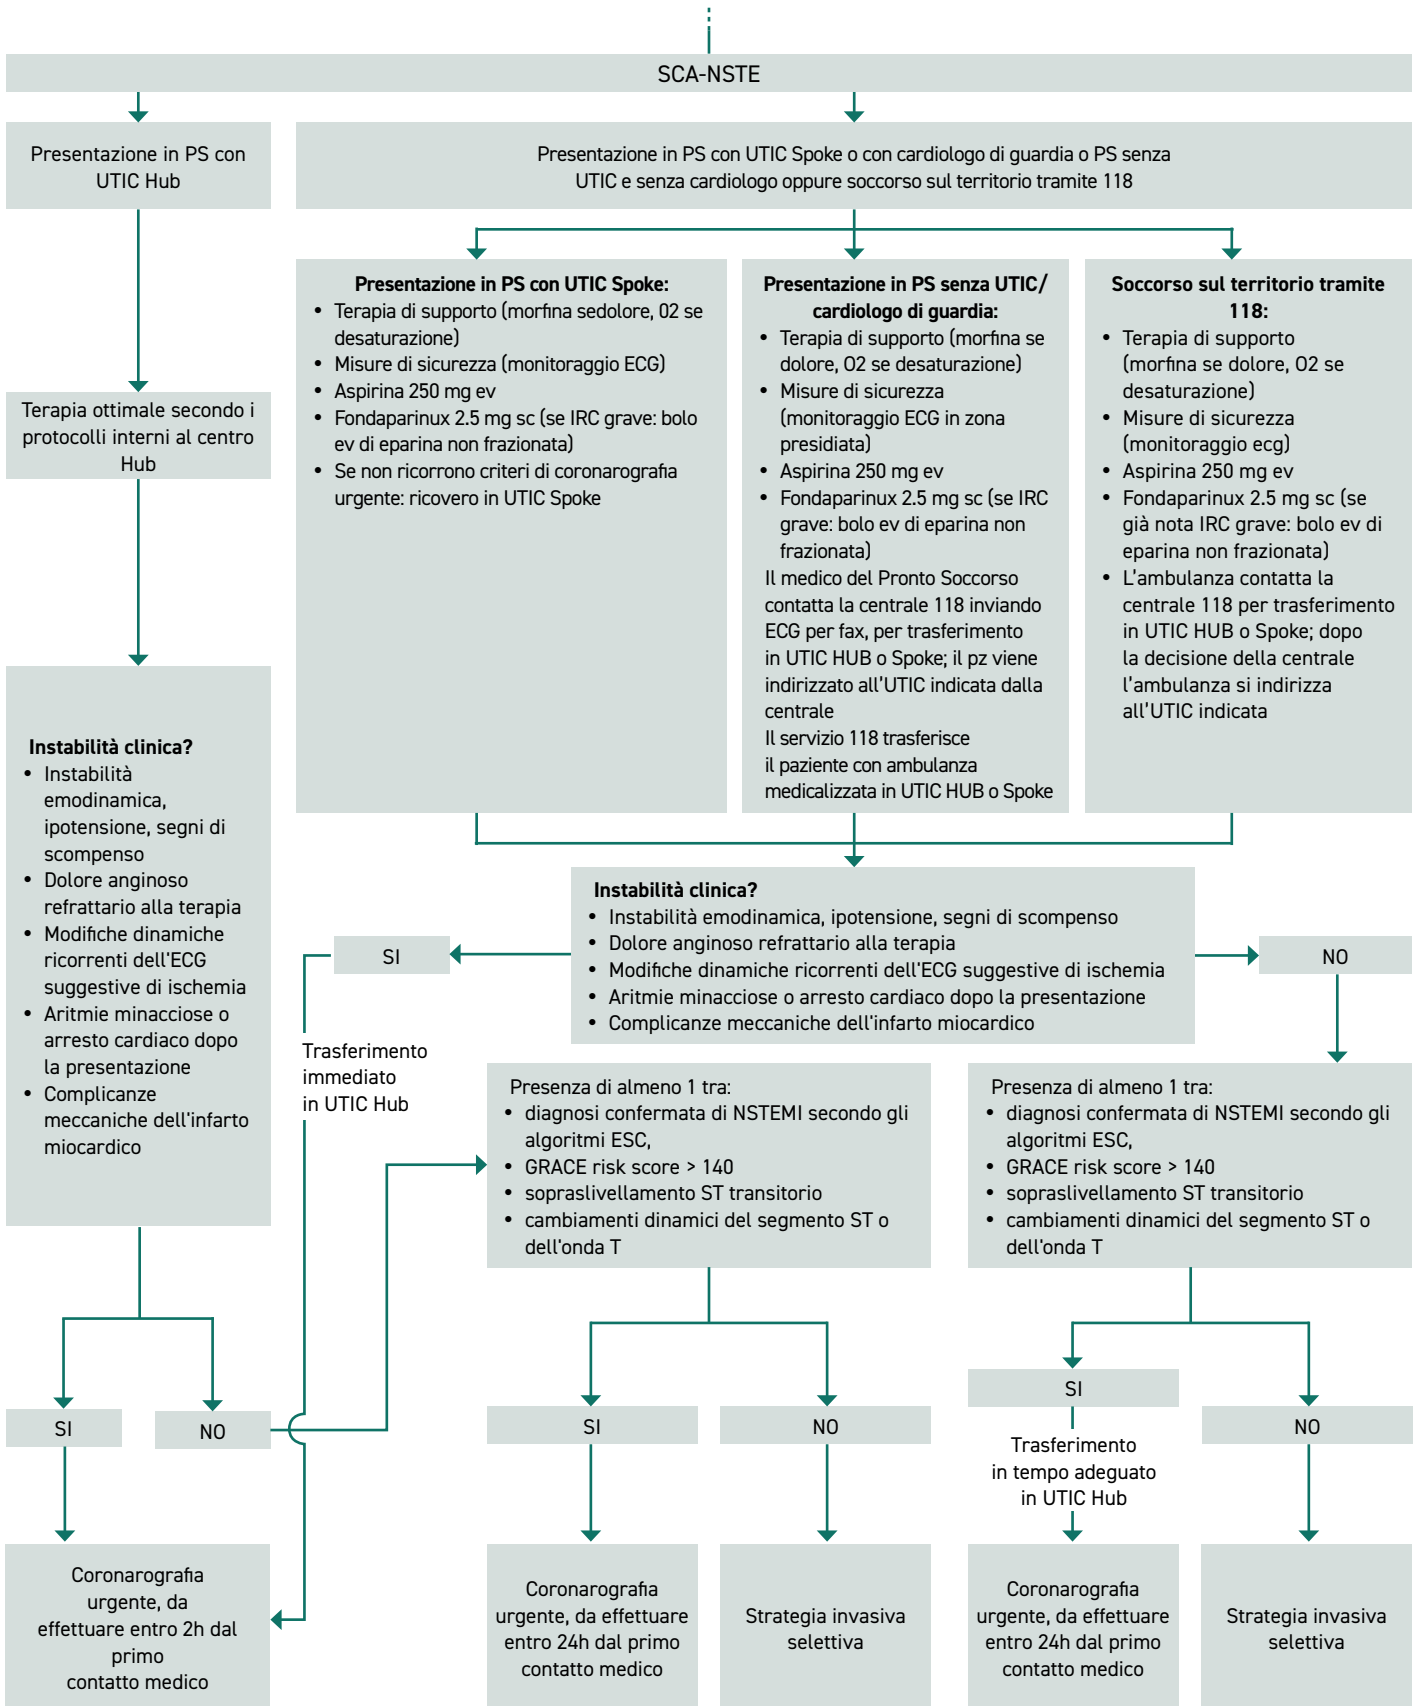 SCA-NSTE
Presentazione in PS con
UTIC Hub
Presentazione in PS con UTIC Spoke o con cardiologo di guardia o PS senza
UTIC e senza cardiologo oppure soccorso sul territorio tramite 118
Presentazione in PS con UTIC Spoke:
• Terapia di supporto (morfina sedolore, 02 se
desaturazione)
• Misure di sicurezza (monitoraggio ECG)
• Aspirina 250 mg ev
• Fondaparinux 2.5 mg sc (se IRC grave: bolo
ev di eparina non frazionata)
• Se non ricorrono criteri di coronarografia
urgente: ricovero in UTIC Spoke
Presentazione in PS senza UTIC/
cardiologo di guardia:
• Terapia di supporto (morfina se
dolore, O2 se desaturazione)
• Misure di sicurezza
(monitoraggio ECG in zona
presidiata)
• Aspirina 250 mg ev
• Fondaparinux 2.5 mg sc (se IRC
grave: bolo ev di eparina non
frazionata)
Il medico del Pronto Soccorso
contatta la centrale 118 inviando
ECG per fax, per trasferimento
in UTIC HUB o Spoke; il pz viene
indirizzato all'UTIC indicata dalla
centrale
Il servizio 118 trasferisce
il paziente con ambulanza
medicalizzata in UTIC HUB o Spoke
Soccorso sul territorio tramite
118:
• Terapia di supporto
(morfina se dolore, O2 se
desaturazione)
• Misure di sicurezza
(monitoraggio ecg)
• Aspirina 250 mg ev
• Fondaparinux 2.5 mg sc (se
già nota IRC grave: bolo ev di
eparina non frazionata)
• L'ambulanza contatta la
centrale 118 per trasferimento
in UTIC HUB o Spoke; dopo
la decisione della centrale
l'ambulanza si indirizza
all'UTIC indicata
Terapia ottimale secondo i
protocolli interni al centro
Hub
Instabilità clinica?
• Instabilità
emodinamica,
ipotensione, segni di
scompenso
• Dolore anginoso
refrattario alla terapia
• Modifiche dinamiche
ricorrenti dell'ECG
suggestive di ischemia
• Aritmie minacciose o
arresto cardiaco dopo
la presentazione
• Complicanze
meccaniche dell'infarto
miocardico
Instabilità clinica?
• Instabilità emodinamica, ipotensione, segni di scompenso
• Dolore anginoso refrattario alla terapia
• Modifiche dinamiche ricorrenti dell'ECG suggestive di ischemia
• Aritmie minacciose o arresto cardiaco dopo la presentazione
• Complicanze meccaniche dell'infarto miocardico
SI
NO
Trasferimento
immediato
in UTIC Hub
Presenza di almeno 1 tra:
• diagnosi confermata di NSTEMI secondo gli
algoritmi ESC,
• GRACE risk score > 140
• sopraslivellamento ST transitorio
• cambiamenti dinamici del segmento ST o
dell'onda T
Presenza di almeno 1 tra:
• diagnosi confermata di NSTEMI secondo gli
algoritmi ESC,
• GRACE risk score > 140
• sopraslivellamento ST transitorio
• cambiamenti dinamici del segmento ST o
dell'onda T
SI
NO
SI
NO
SI
NO
Trasferimento
in tempo adeguato
in UTIC Hub
Coronarografia
urgente, da
effettuare entro 2h dal
primo
contatto medico
Coronarografia
urgente, da effettuare
entro 24h dal primo
contatto medico
Strategia invasiva
selettiva
Coronarografia
urgente, da effettuare
entro 24h dal primo
contatto medico
Strategia invasiva
selettiva